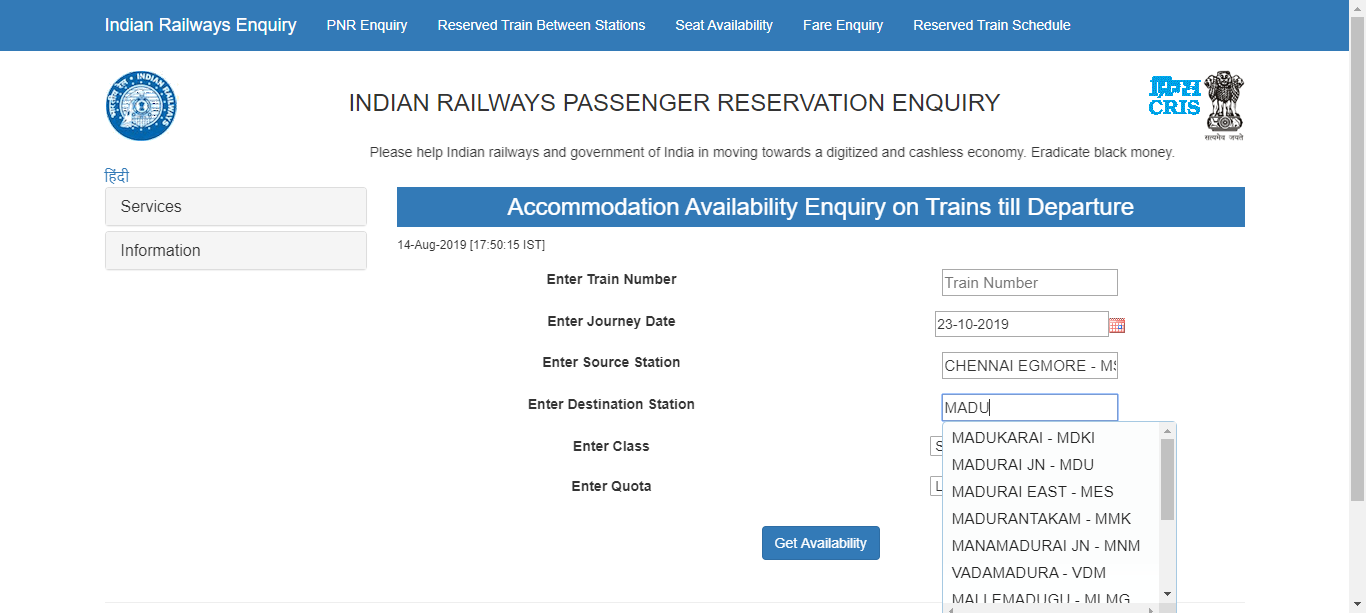 Indian Railways Enquiry PNR Enquiry Reserved Train Between Stations Seat Availability Fare Enquiry Reserved Train Schedule
INDIAN RAILWAYS
भारतीय रेल
INDIAN RAILWAYS PASSENGER RESERVATION ENQUIRY
CRIS
सत्यमेव जयते
Please help Indian railways and government of India in moving towards a digitized and cashless economy. Eradicate black money.
हिंदी
Services
Information
Accommodation Availability Enquiry on Trains till Departure
14-Aug-2019 [17:50:15 IST]
Enter Train Number Train Number
Enter Journey Date 23-10-2019
Enter Source Station CHENNAI EGMORE - MS
Enter Destination Station MADU
MADUKARAI - MDKI
Enter Class S
MADURAI JN - MDU
MADURAI EAST - MES
Enter Quota L
MADURANTAKAM - MMK
MANAMADURAI JN - MNM
VADAMADURA - VDM
MALLEMADUGU - MLMG
Get Availability